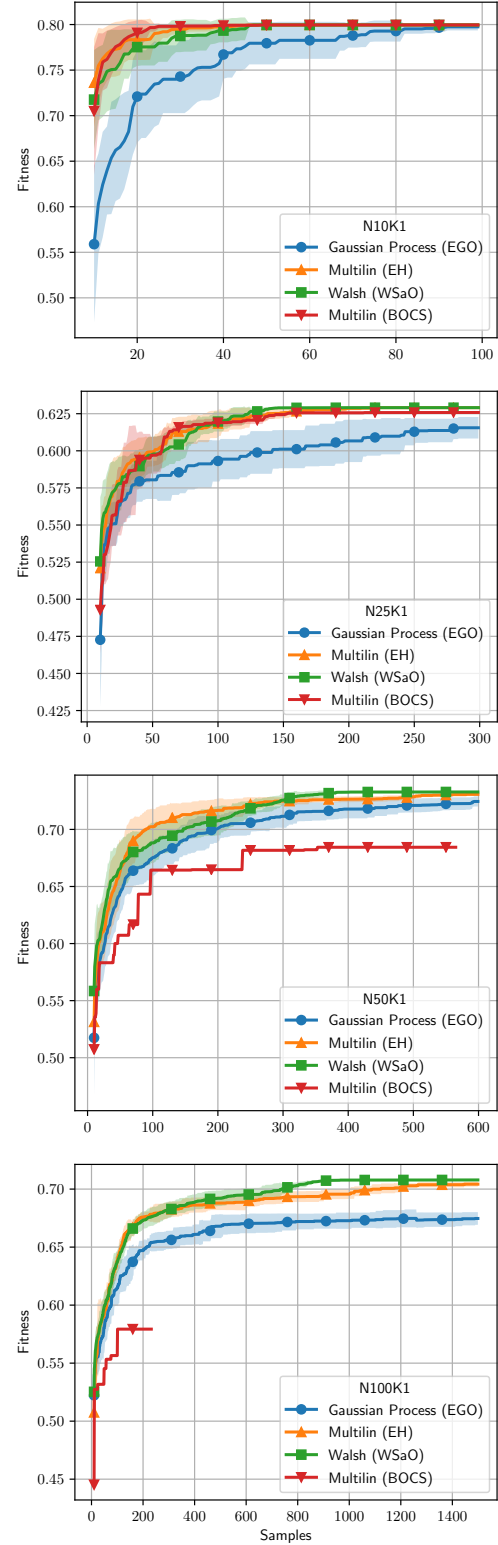 0.80
0.75
0.70
0.65
0.60
0.55
0.50
Fitness
N10K1
Gaussian Process (EGO)
Multilin (EH)
Walsh (WSaO)
Multilin (BOCS)
20 40 60 80 100
0.625
0.600
0.575
0.550
0.525
0.500
0.475
0.450
0.425
Fitness
N25K1
Gaussian Process (EGO)
Multilin (EH)
Walsh (WSaO)
Multilin (BOCS)
0 50 100 150 200 250 300
0.70
0.65
0.60
0.55
0.50
Fitness
N50K1
Gaussian Process (EGO)
Multilin (EH)
Walsh (WSaO)
Multilin (BOCS)
0 100 200 300 400 500 600
0.70
0.65
0.60
0.55
0.50
0.45
Fitness
N100K1
Gaussian Process (EGO)
Multilin (EH)
Walsh (WSaO)
Multilin (BOCS)
0 200 400 600 800 1000 1200 1400
Samples